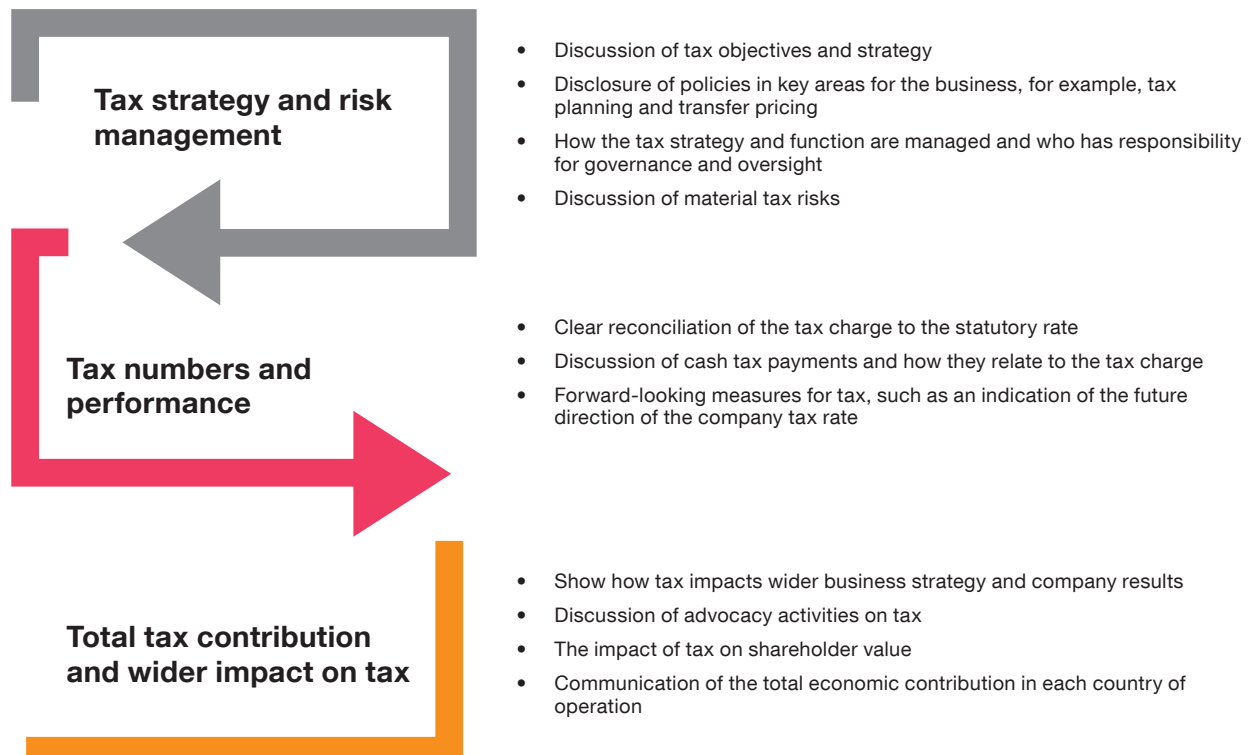 Tax strategy and risk
management
• Discussion of tax objectives and strategy
• Disclosure of policies in key areas for the business, for example, tax
planning and transfer pricing
• How the tax strategy and function are managed and who has responsibility
for governance and oversight
• Discussion of material tax risks
Tax numbers and
performance
• Clear reconciliation of the tax charge to the statutory rate
• Discussion of cash tax payments and how they relate to the tax charge
• Forward-looking measures for tax, such as an indication of the future
direction of the company tax rate
Total tax contribution
and wider impact on tax
• Show how tax impacts wider business strategy and company results
• Discussion of advocacy activities on tax
• The impact of tax on shareholder value
• Communication of the total economic contribution in each country of
operation